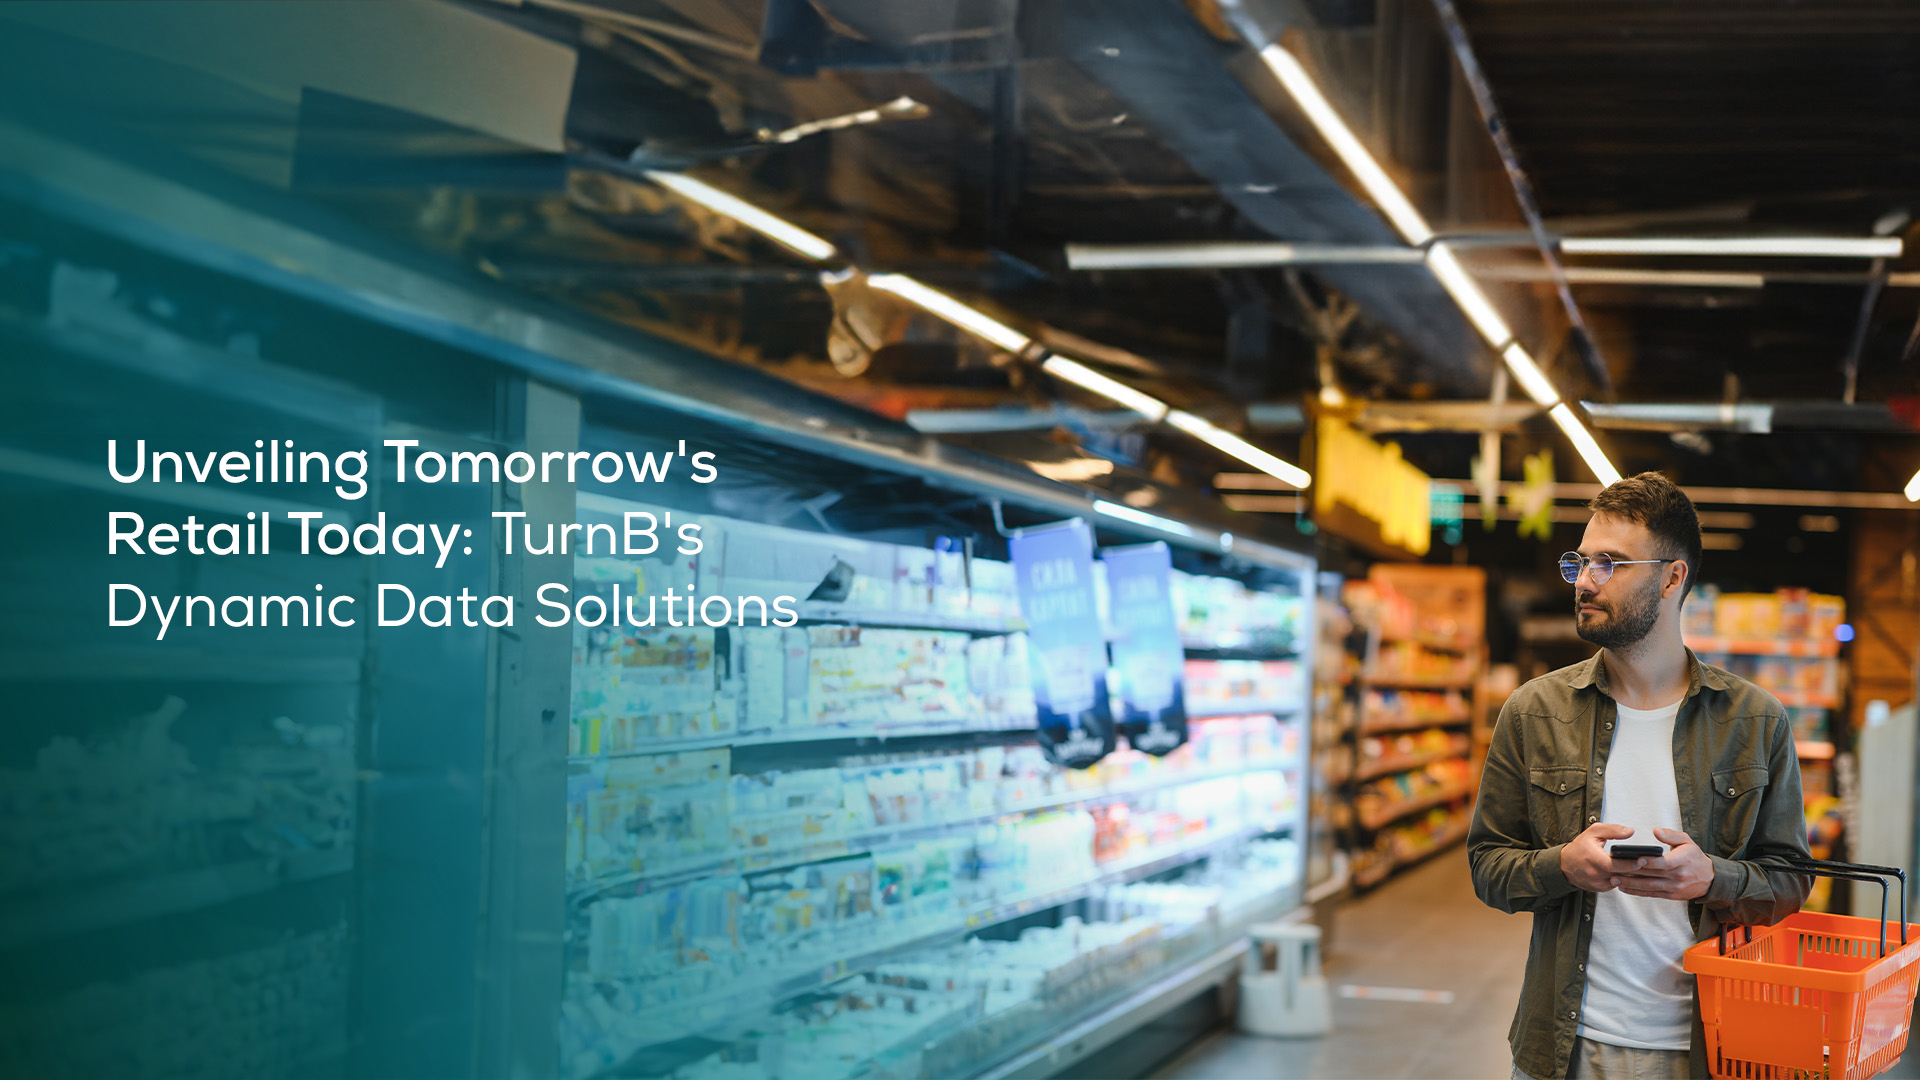 Unveiling Tomorrow's
Retail Today: TurnB's
Dynamic Data Solutions